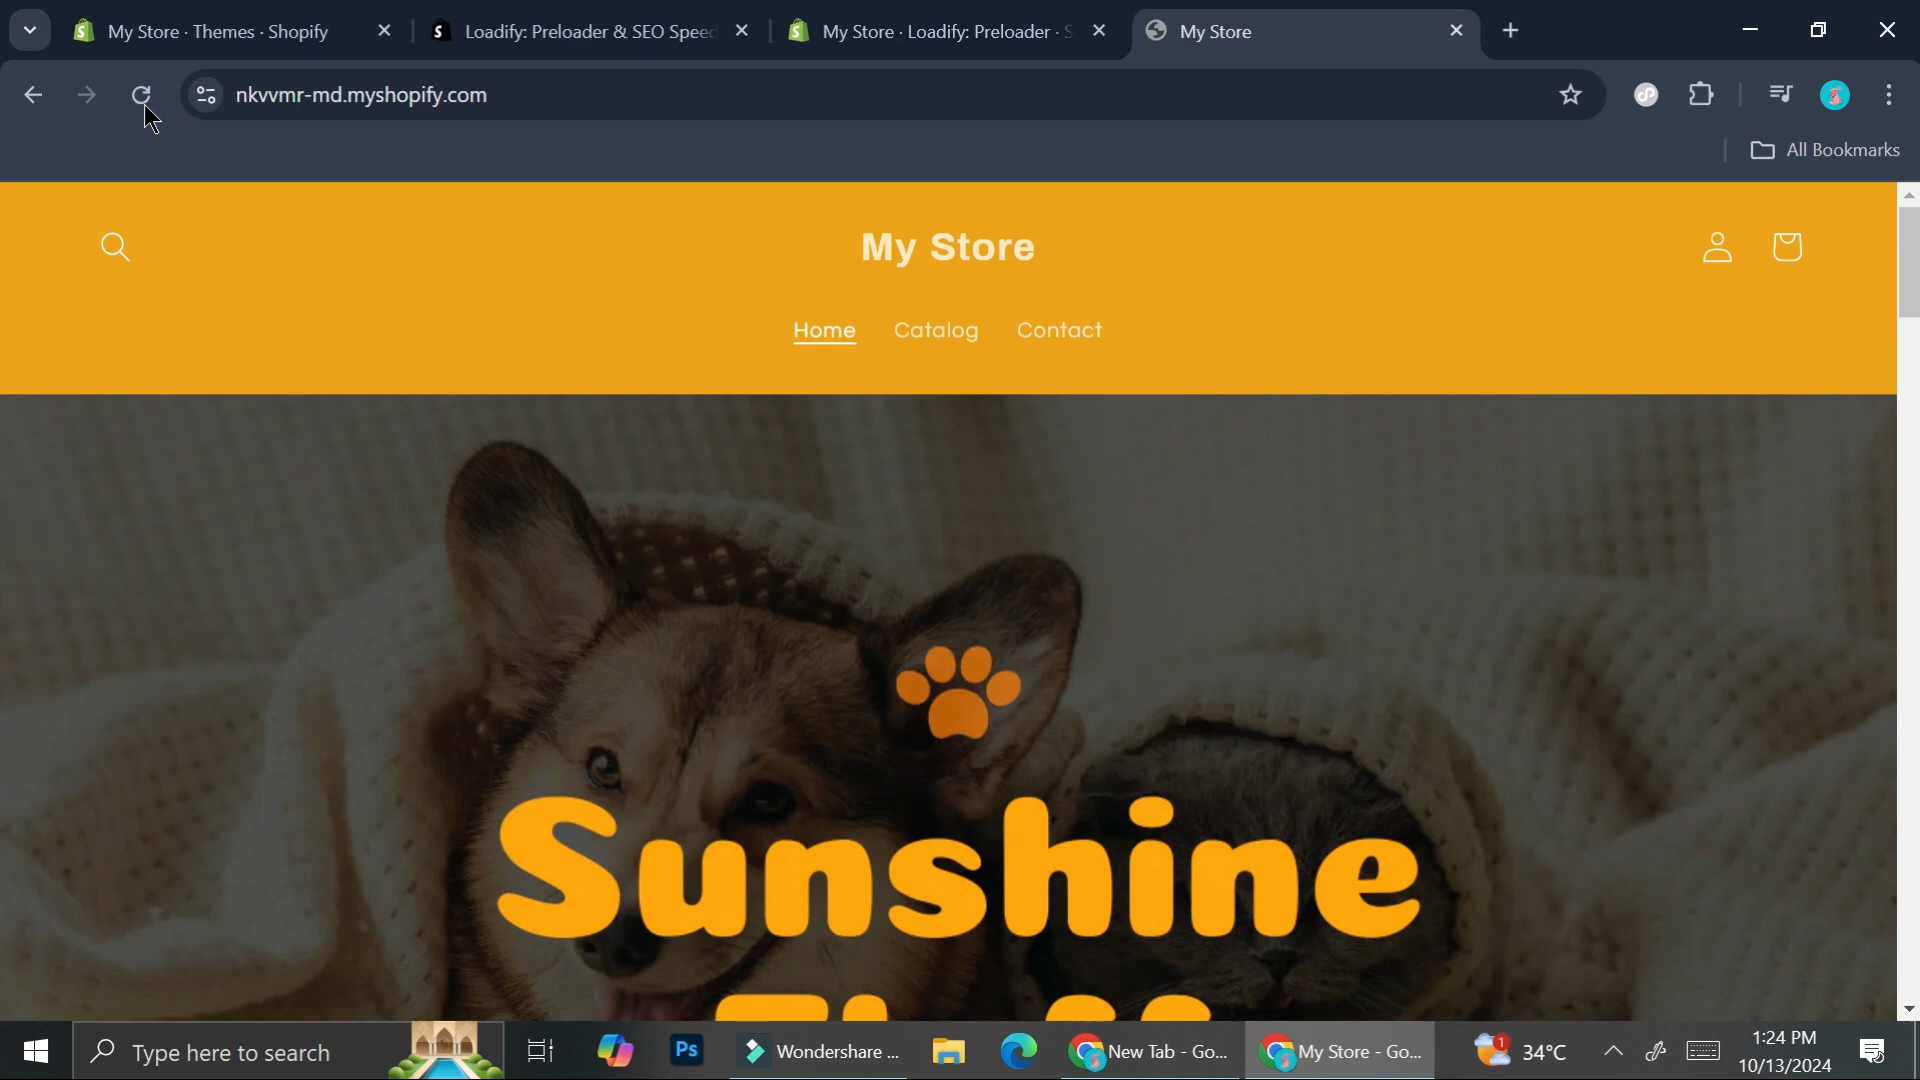 My Store · Themes · Shopify
Loadify: Preloader & SEO Speed
My Store · Loadify: Preloader · S
My Store
nkvvmr-md.myshopify.com
All Bookmarks
My Store
Home Catalog Contact
Sunshine
Type here to search
Ps
Wondershare ...
New Tab - Go...
My Store - Go...
1
34°C
1:24 PM
10/13/2024